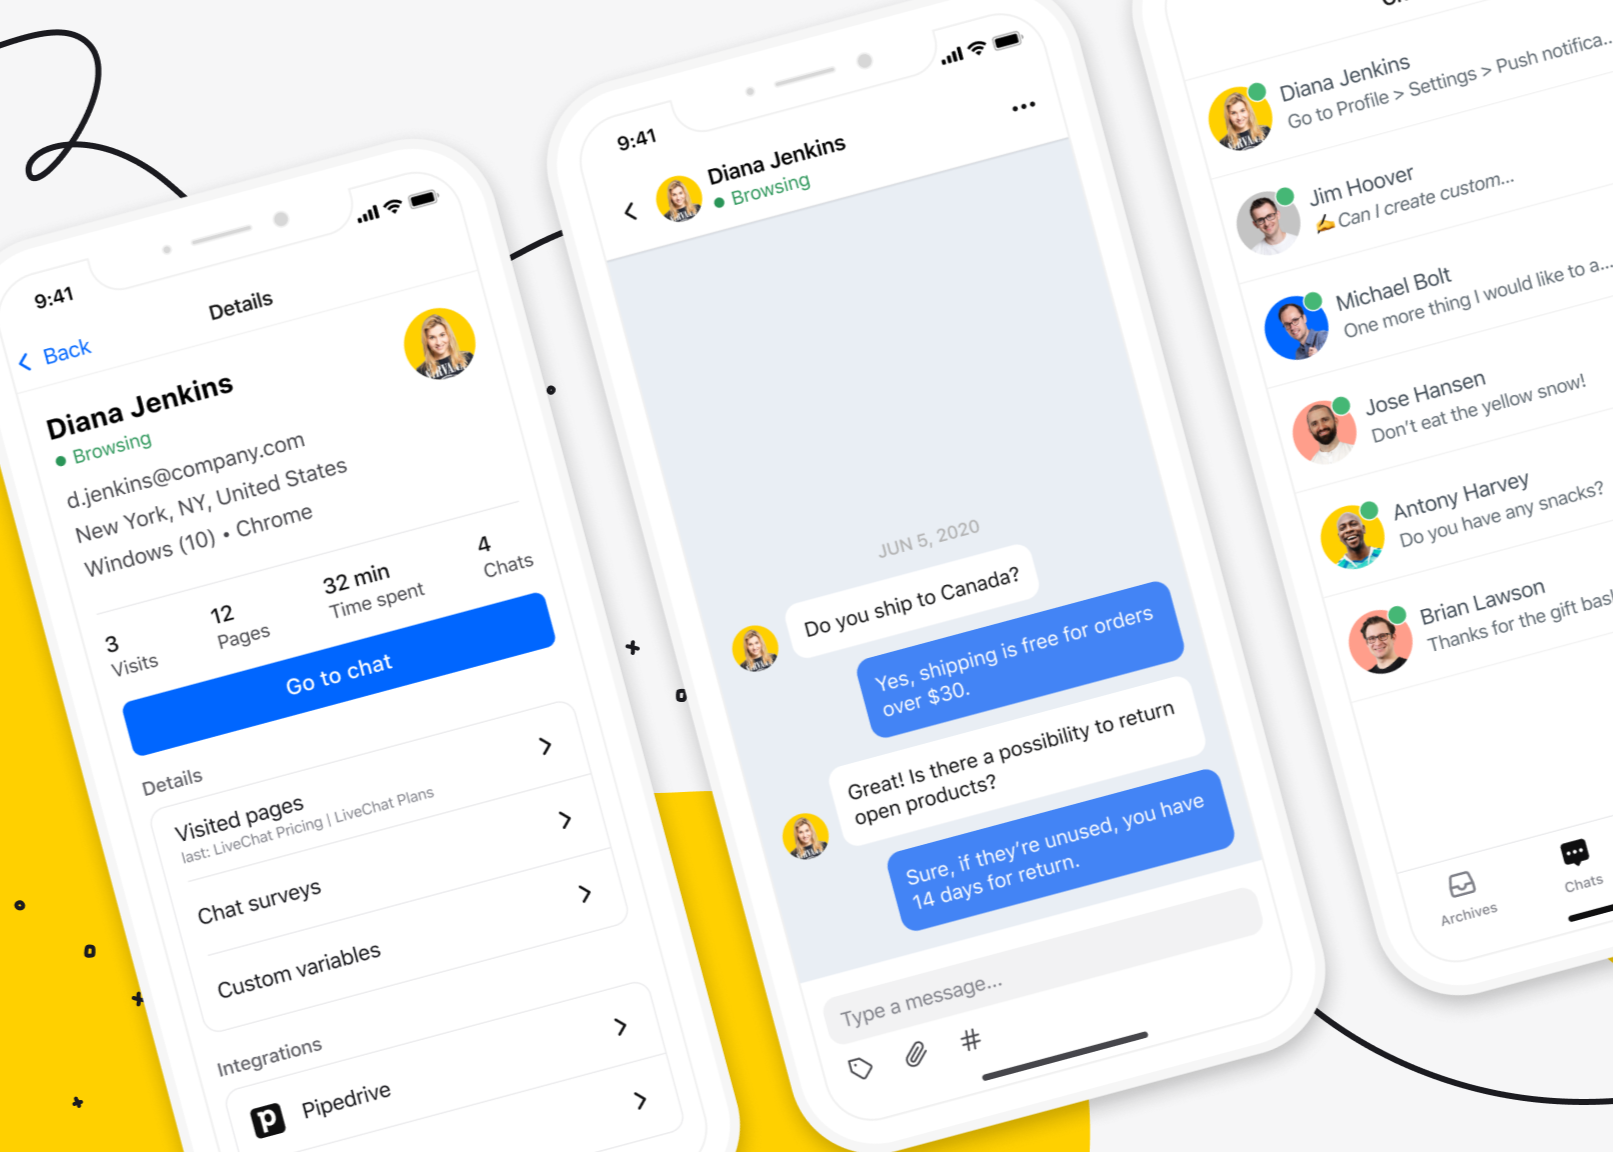 9:41
Back
Details
Diana Jenkins
Browsing
d.jenkins@company.com
New York, NY, United States
Windows (10) • Chrome
3
Visits
12
Pages
32 min
Time spent
4
Chats
Go to chat
Details
Visited pages
last: LiveChat Pricing | LiveChat Plans
Chat surveys
Custom variables
Integrations
p
Pipedrive
9:41
Diana Jenkins
Browsing
JUN 5, 2020
Do you ship to Canada?
Yes, shipping is free for orders
over $30.
Great! Is there a possibility to return
open products?
Sure, if they’re unused, you have
14 days for return.
Type a message...
#
Diana Jenkins
Go to Profile > Settings > Push notifica...
Jim Hoover
✍️ Can I create custom...
Michael Bolt
One more thing I would like to a...
Jose Hansen
Don’t eat the yellow snow!
Antony Harvey
Do you have any snacks?
Brian Lawson
Thanks for the gift
Archives
Chats